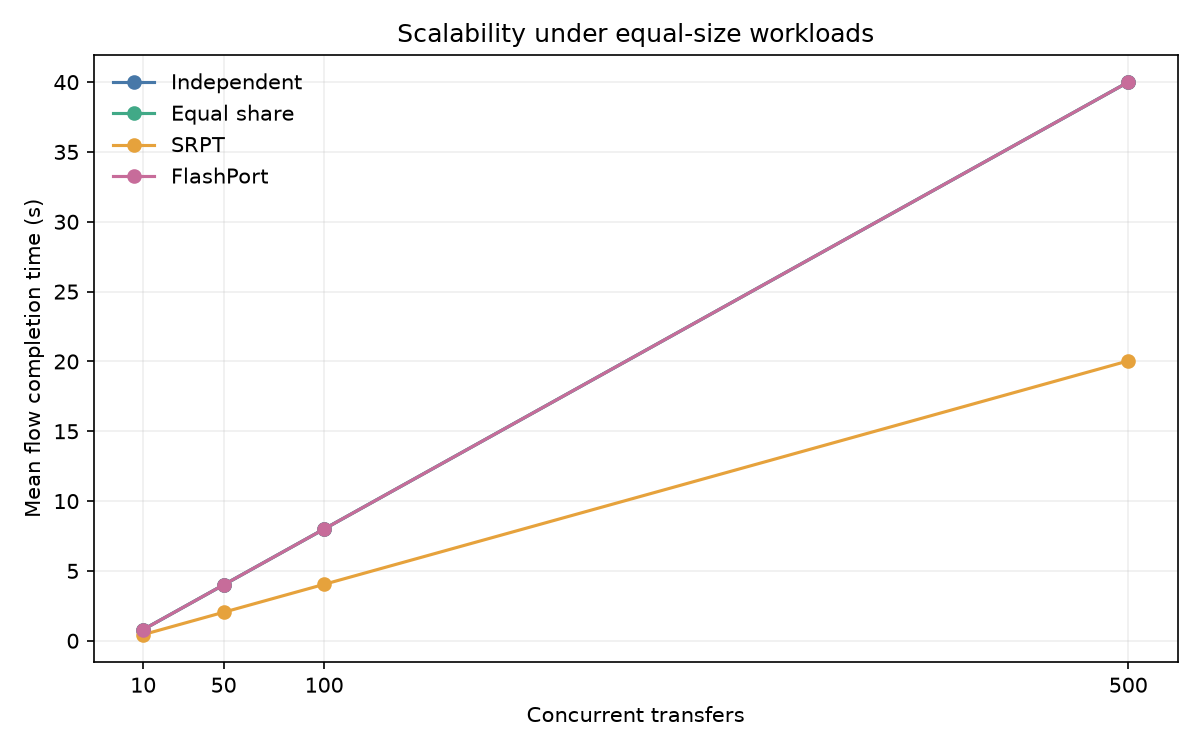 Scalability under equal-size workloads
Independent
Equal share
SRPT
FlashPort
Mean flow completion time (s)
40
35
30
25
20
15
10
5
0
10 50 100 500
Concurrent transfers